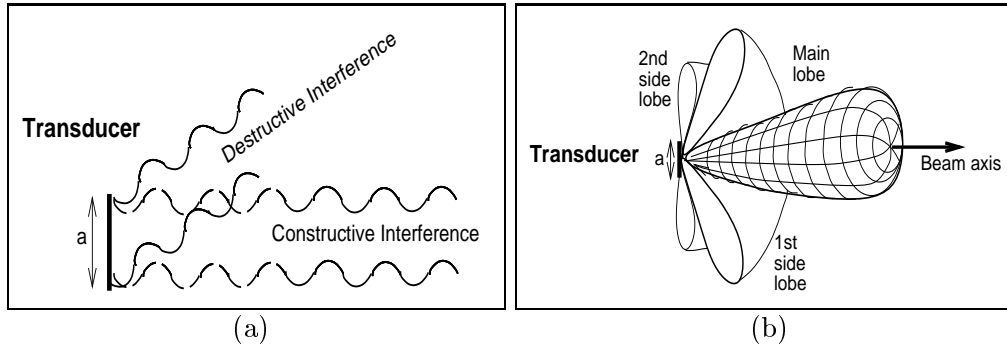 Transducer
Destructive Interference
a
Constructive Interference
(a)
2nd
side
lobe
Main
lobe
Transducer
a
Beam axis
1st
side
lobe
(b)